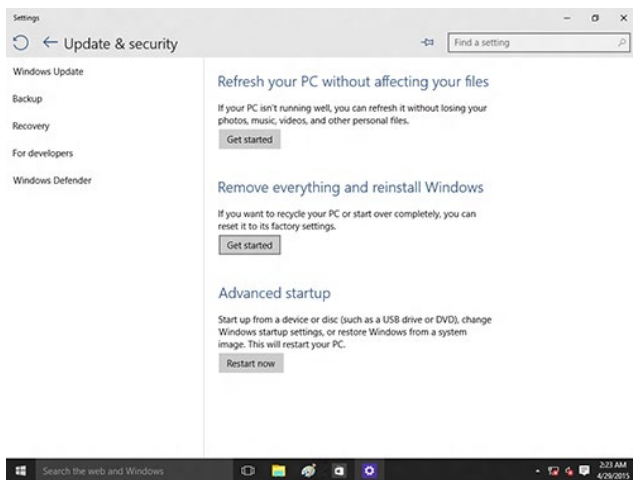 Settings
Update & security
Find a setting
Windows Update
Backup
Recovery
For developers
Windows Defender
Refresh your PC without affecting your files
If your PC isn't running well, you can refresh it without losing your
photos, music, videos, and other personal files.
Get started
Remove everything and reinstall Windows
If you want to recycle your PC or start over completely, you can
reset it to its factory settings.
Get started
Advanced startup
Start up from a device or disc (such as a USB drive or DVD), change
Windows startup settings, or restore Windows from a system
image. This will restart your PC.
Restart now
Search the web and Windows
2:23 AM
4/29/2015